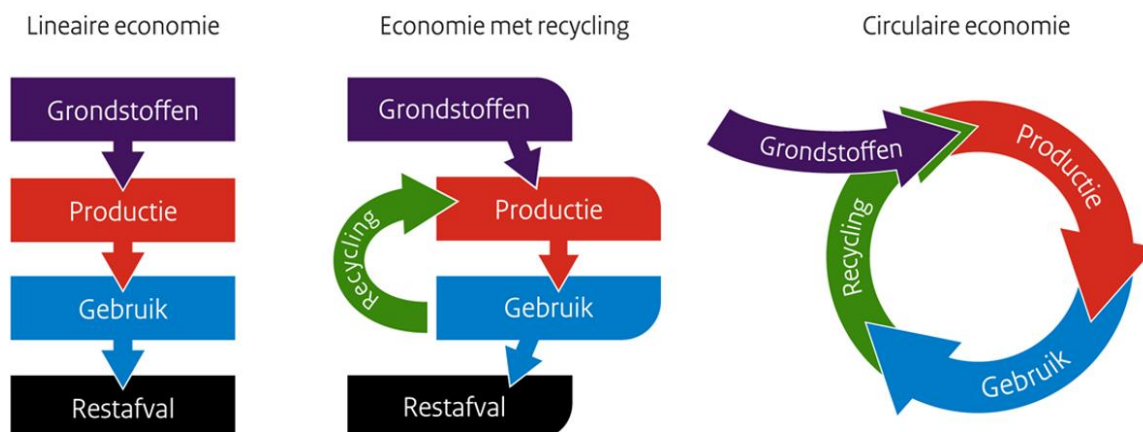 Lineaire economie
Grondstoffen
Productie
Gebruik
Restafval
Economie met recycling
Grondstoffen
Productie
Recycling
Gebruik
Restafval
Circulaire economie
Grondstoffen
Productie
Gebruik
Recycling